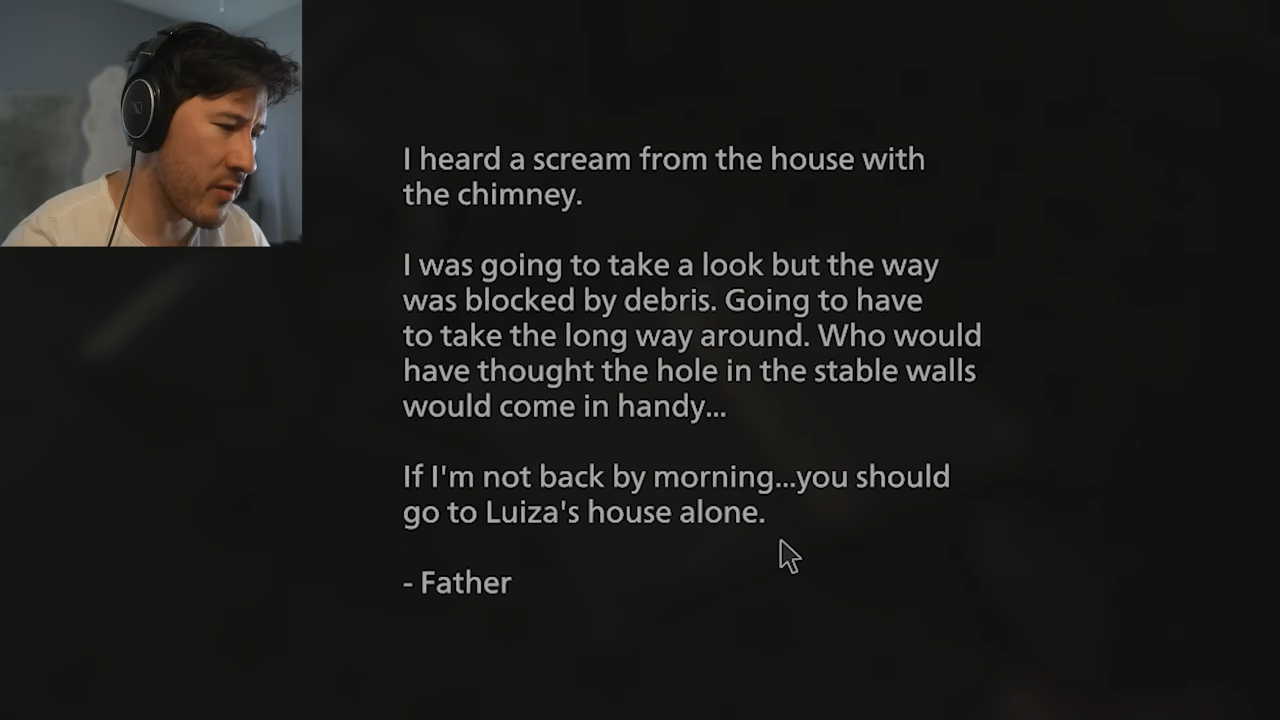 I heard a scream from the house with
the chimney.
I was going to take a look but the way
was blocked by debris. Going to have
to take the long way around. Who would
have thought the hole in the stable walls
would come in handy...
If I'm not back by morning...you should
go to Luiza's house alone.
- Father